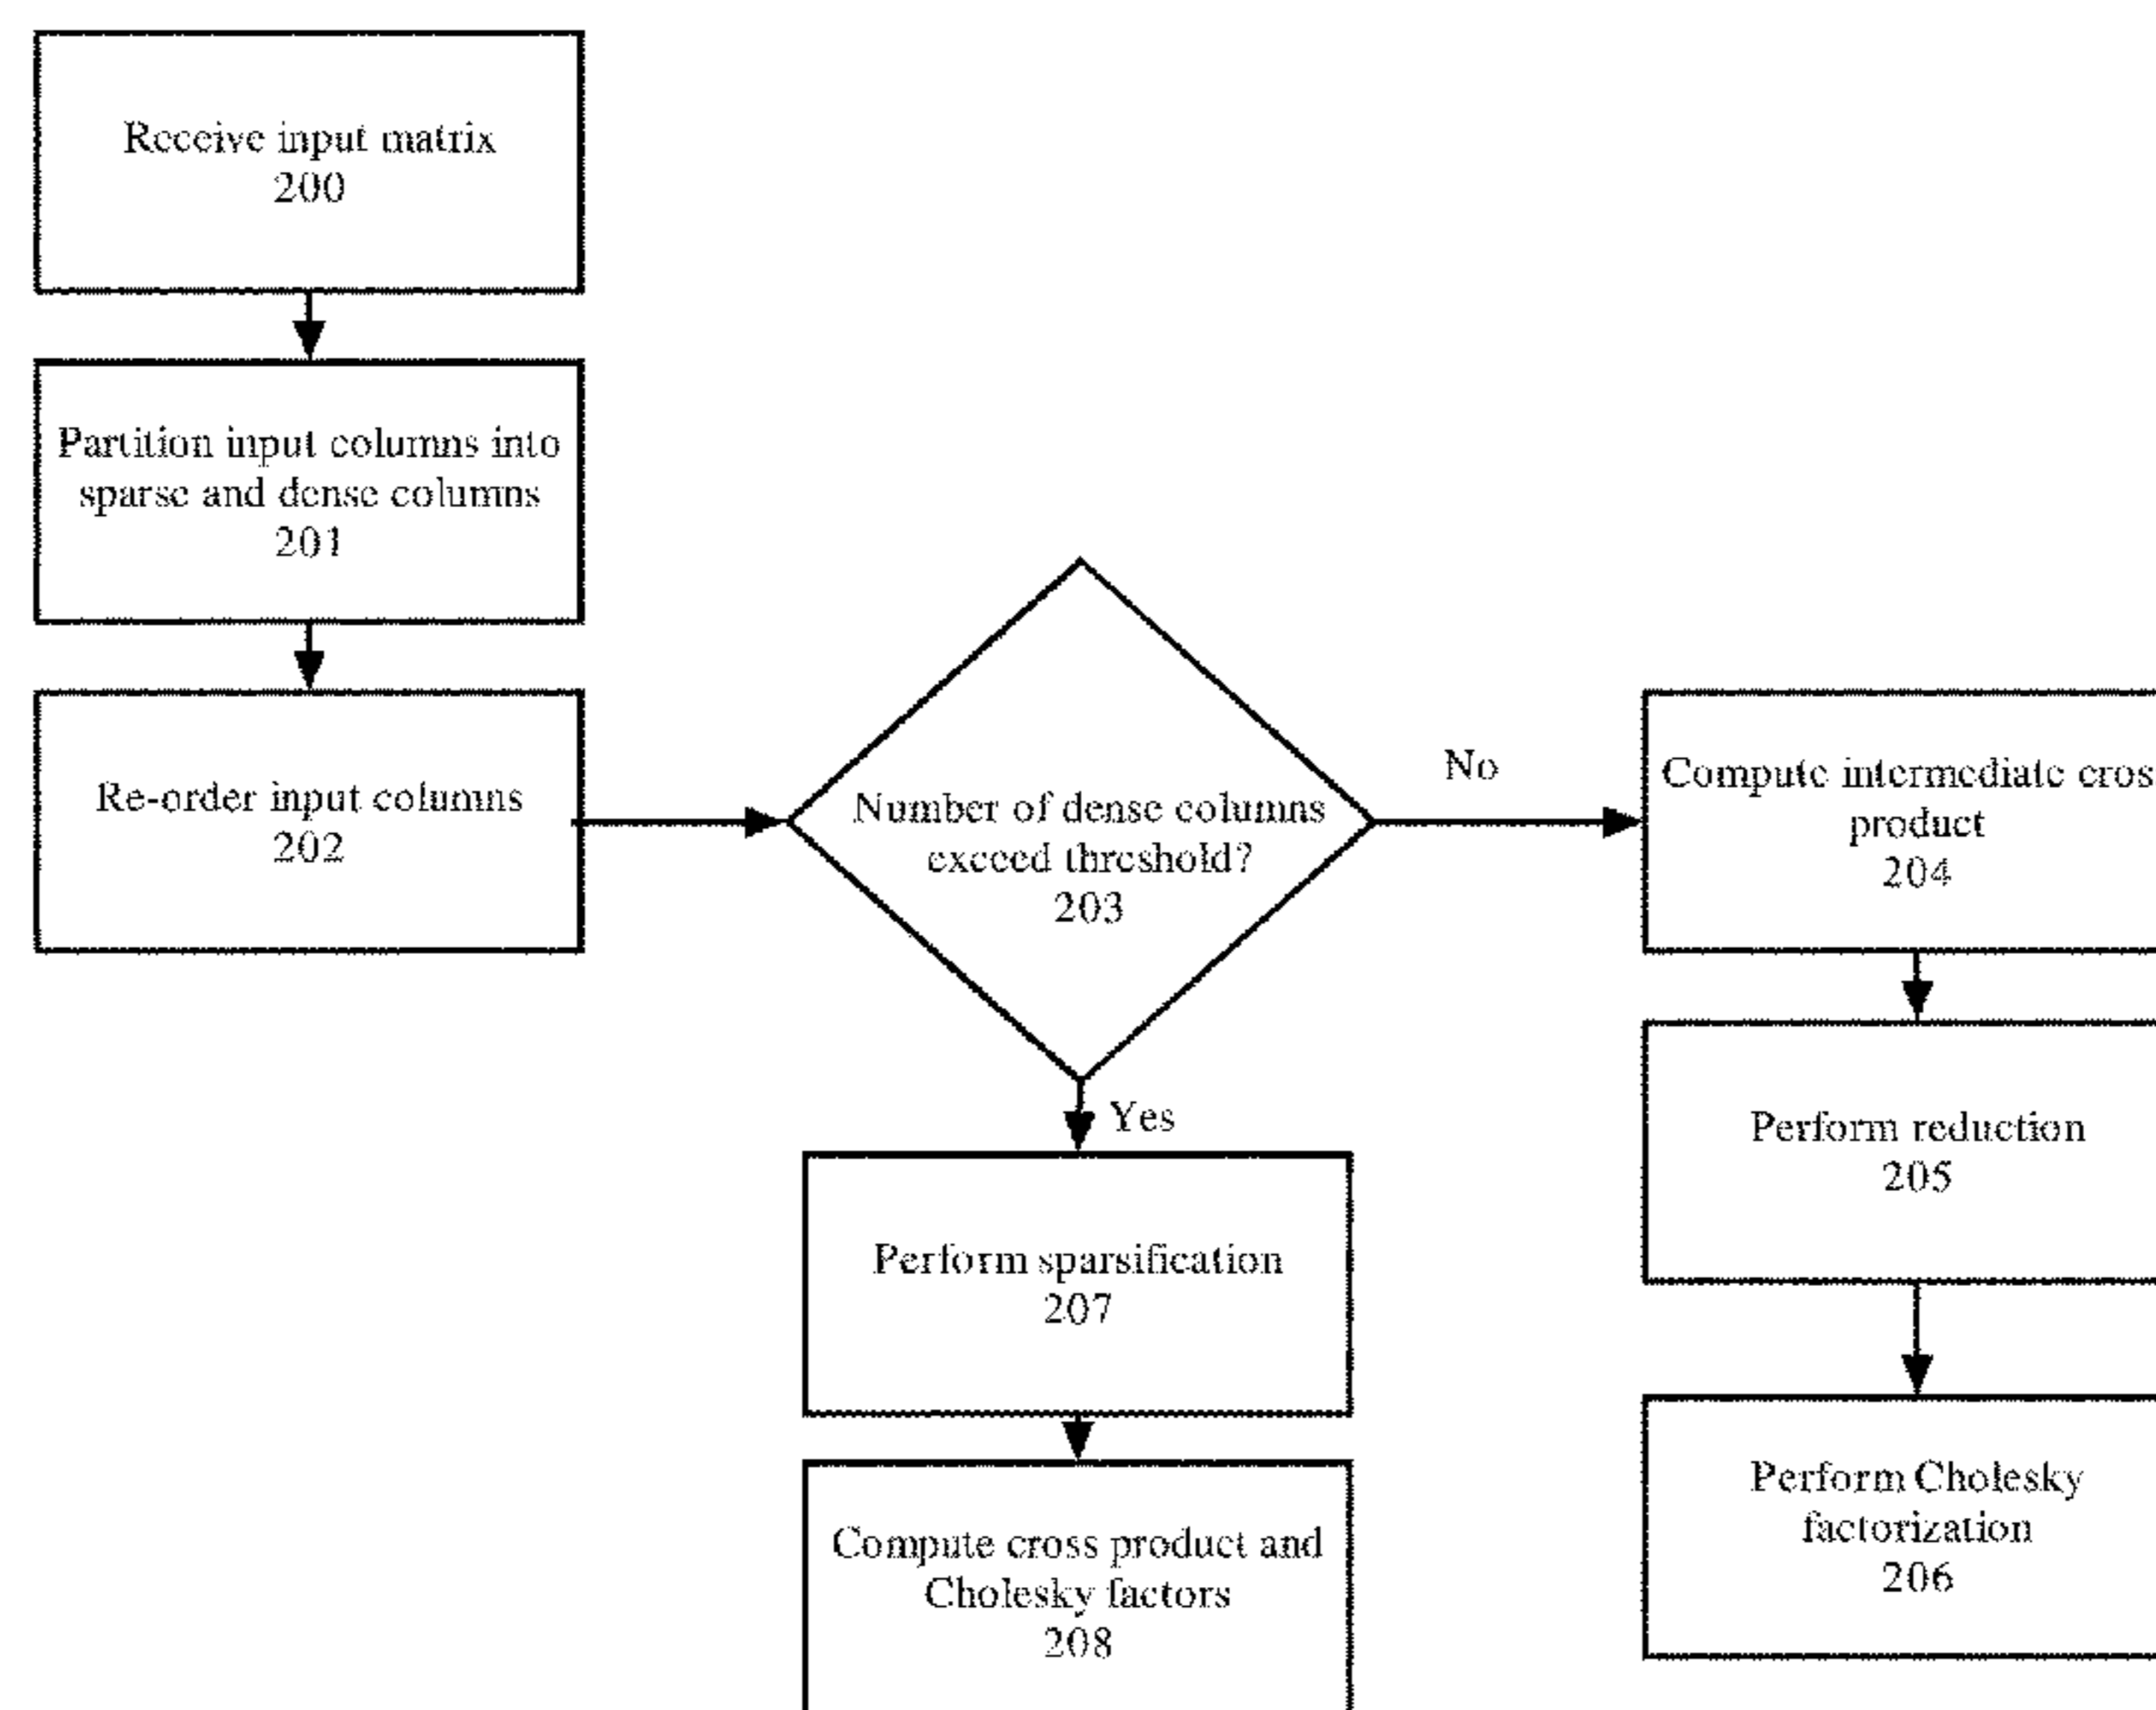 Receive input matrix
200
Partition input columns into
sparse and dense columns
201
Re-order input columns
202
Number of dense columns
exceed threshold?
203
No
Yes
Compute intermediate cros
product
204
Perform reduction
205
Perform Cholesky
factorization
206
Perform sparsification
207
Compute cross product and
Cholesky factors
208